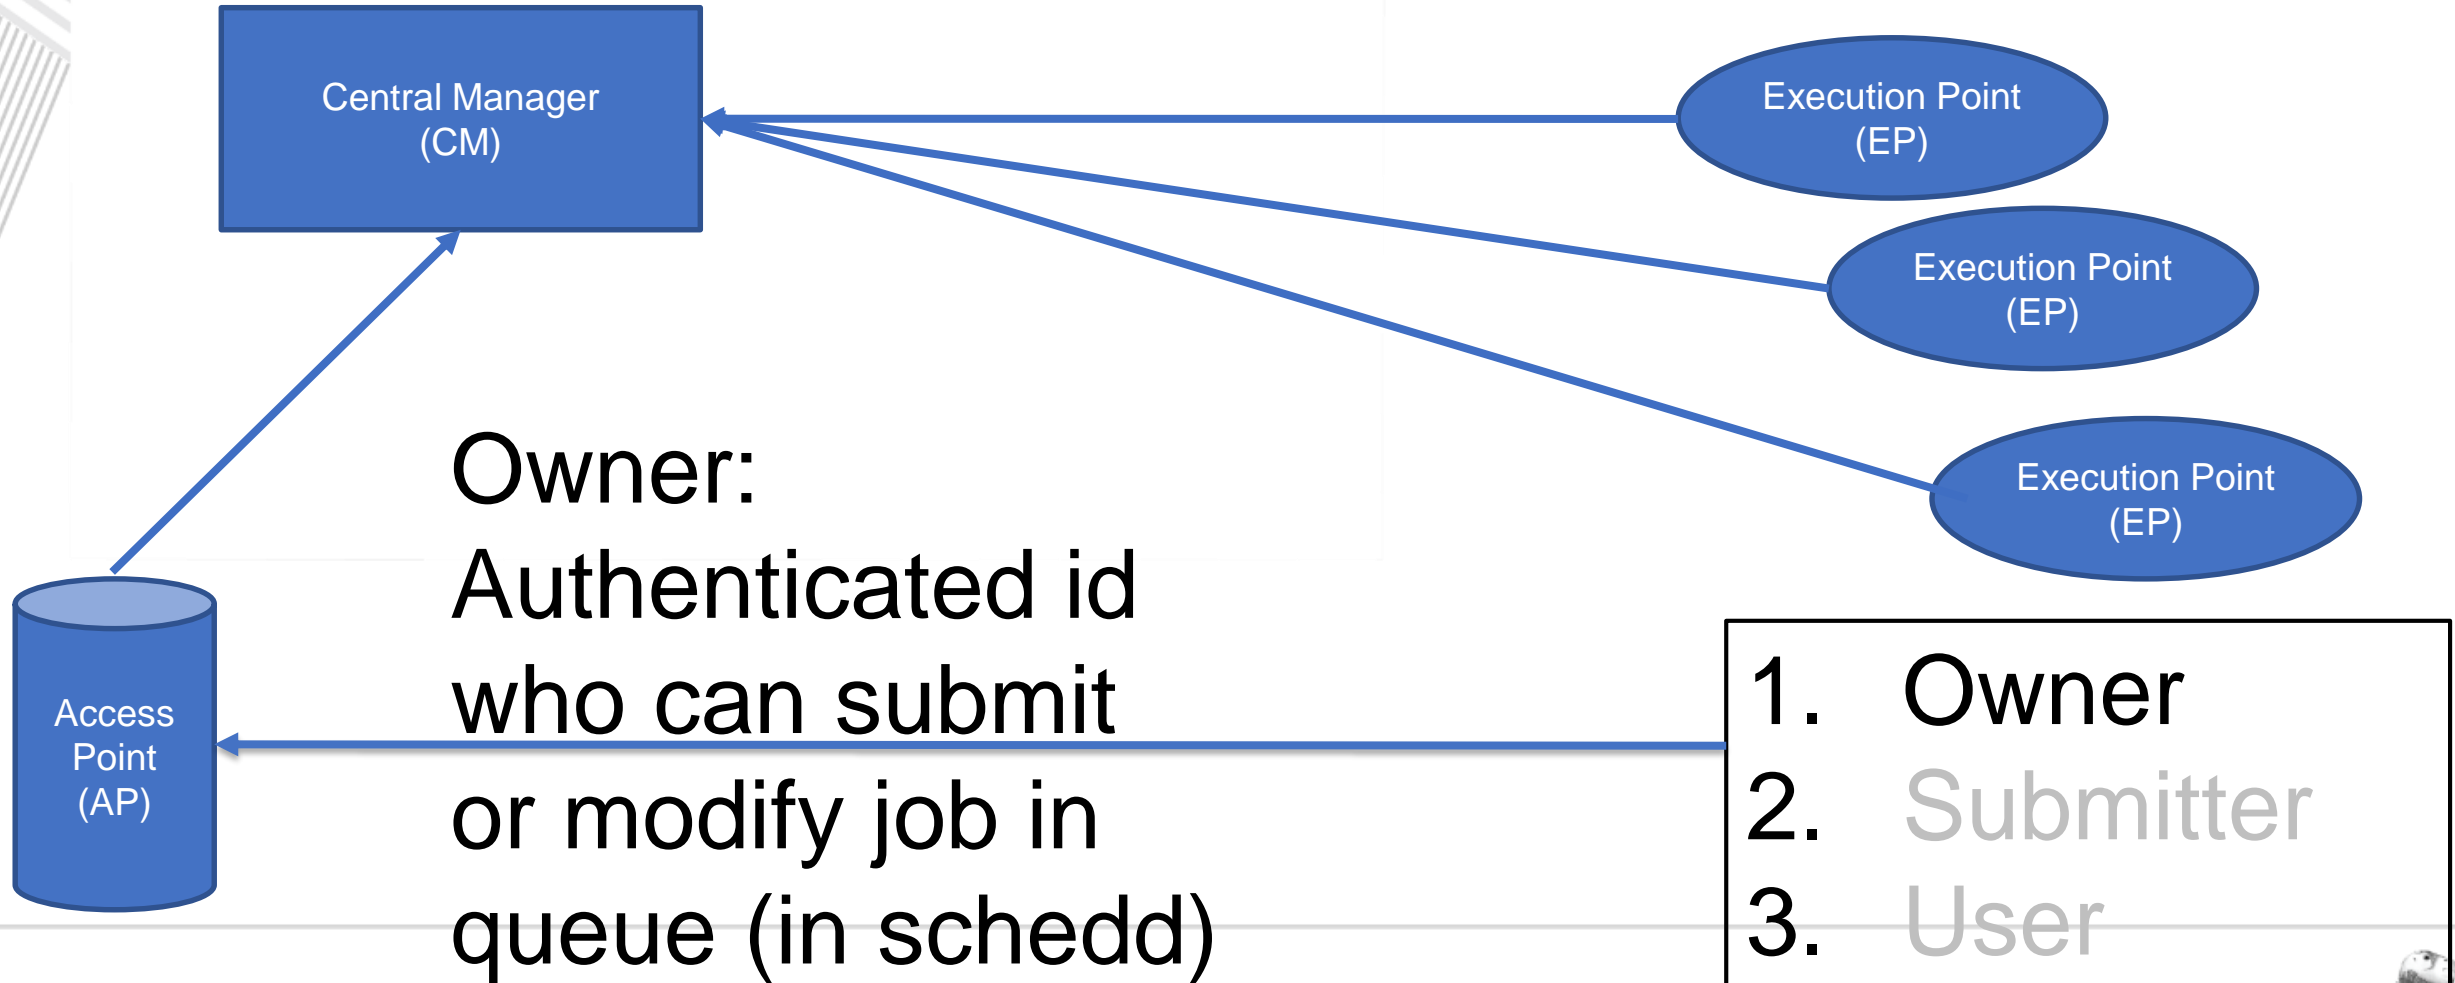 Central Manager
(CM)
Execution Point
(EP)
Execution Point
(EP)
Execution Point
(EP)
Owner:
Authenticated id
who can submit
or modify job in
queue (in schedd)
Access
Point
(AP)
1. Owner
2. Submitter
3. User